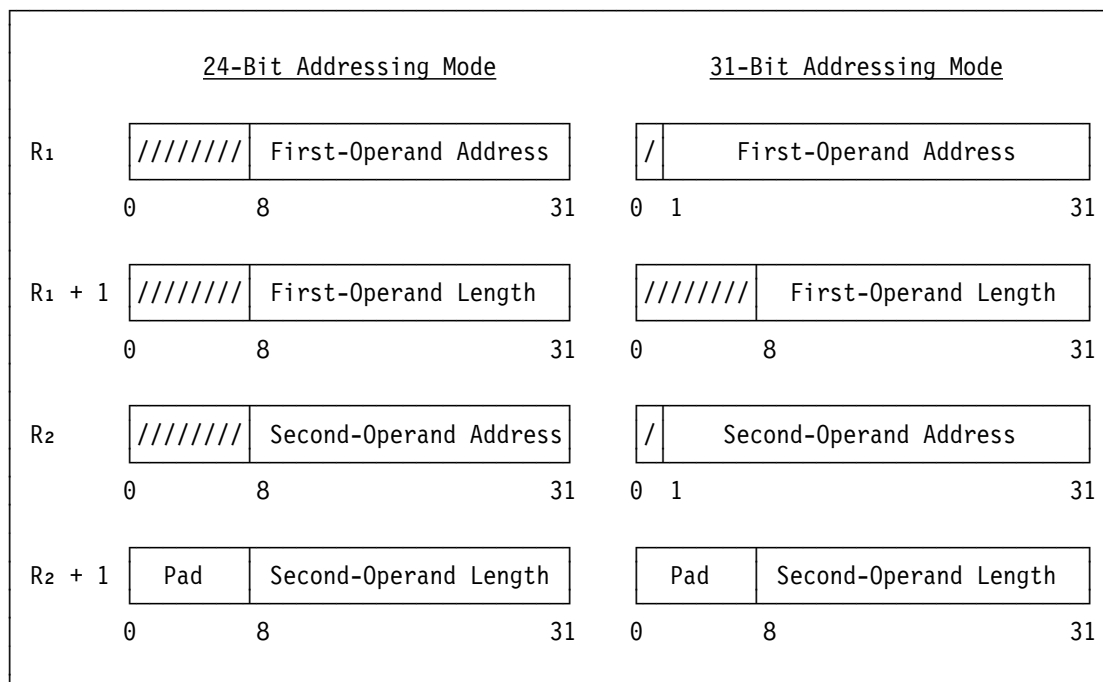 24-Bit Addressing Mode 31-Bit Addressing Mode
R₁ //////// First-Operand Address / First-Operand Address
0 8 31 0 1 31
R₁ + 1 //////// First-Operand Length //////// First-Operand Length
0 8 31 0 8 31
R₂ //////// Second-Operand Address / Second-Operand Address
0 8 31 0 1 31
R₂ + 1 Pad Second-Operand Length Pad Second-Operand Length
0 8 31 0 8 31